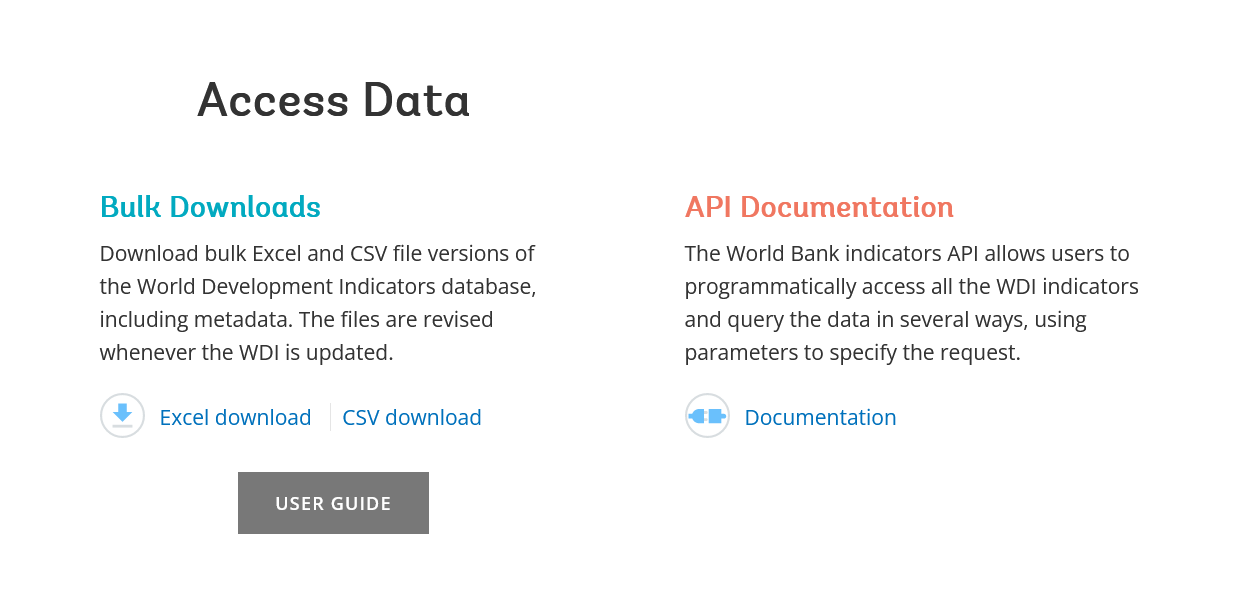 Access Data
Bulk Downloads
Download bulk Excel and CSV file versions of
the World Development Indicators database,
including metadata. The files are revised
whenever the WDI is updated.
Excel download
CSV download
USER GUIDE
API Documentation
The World Bank indicators API allows users to
programmatically access all the WDI indicators
and query the data in several ways, using
parameters to specify the request.
Documentation